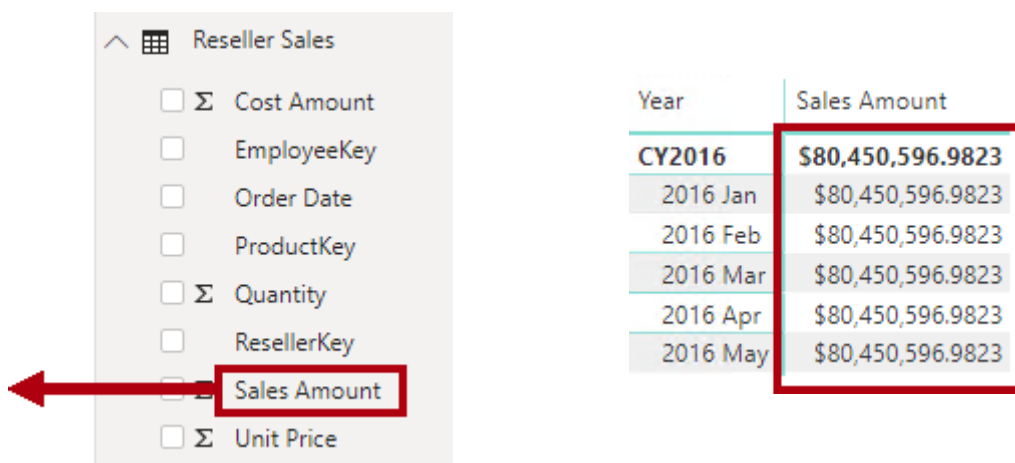 Reseller Sales
Σ Cost Amount
EmployeeKey
Order Date
ProductKey
Σ Quantity
ResellerKey
Σ Sales Amount
Σ Unit Price
Year Sales Amount
CY2016 $80,450,596.9823
2016 Jan $80,450,596.9823
2016 Feb $80,450,596.9823
2016 Mar $80,450,596.9823
2016 Apr $80,450,596.9823
2016 May $80,450,596.9823